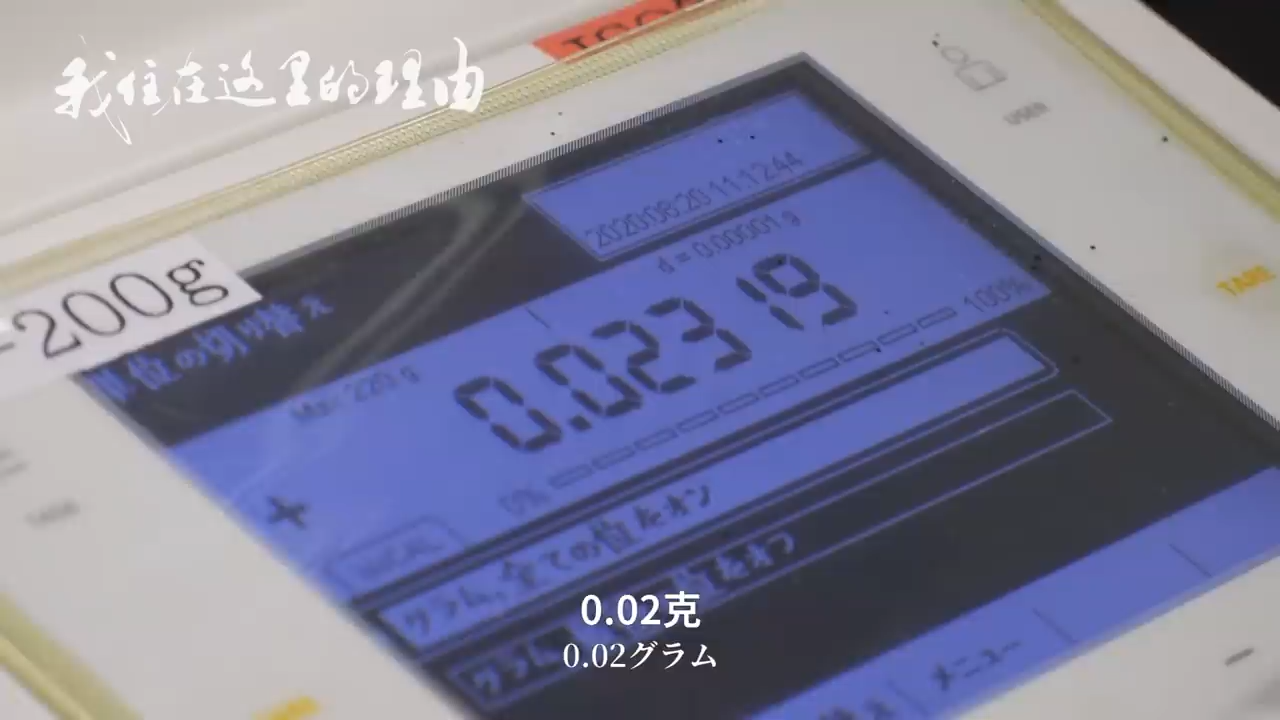 我住在这里的理由
-200g
USER
2020.08.20 11:12:44
単位の切り替え
d = 0.00001 g
Max 220 g
0.02319
TARE
100%
0%
+
グラム、全ての位をオン
メニュー
0.02克
0.02グラム